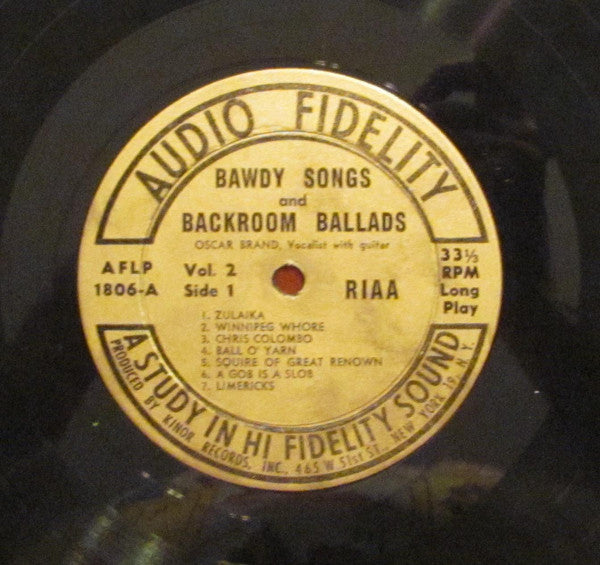 AUDIO FIDELITY
BAWDY SONGS
and
BACKROOM BALLADS
OSCAR BRAND, Vocalist with guitar
AFLP
1806-A
Vol. 2
Side 1
RIAA
33⅓
RPM
Long
Play
1. ZULAIKA
2. WINNIPEG WHORE
3. CHRIS COLOMBO
4. BALL O' YARN
5. SQUIRE OF GREAT RENOWN
6. A GOB IS A SLOB
7. LIMERICKS
A STUDY IN HI FIDELITY SOUND
PRODUCED BY KINOR RECORDS, INC., 465 W 51st ST., NEW YORK 19, N. Y.